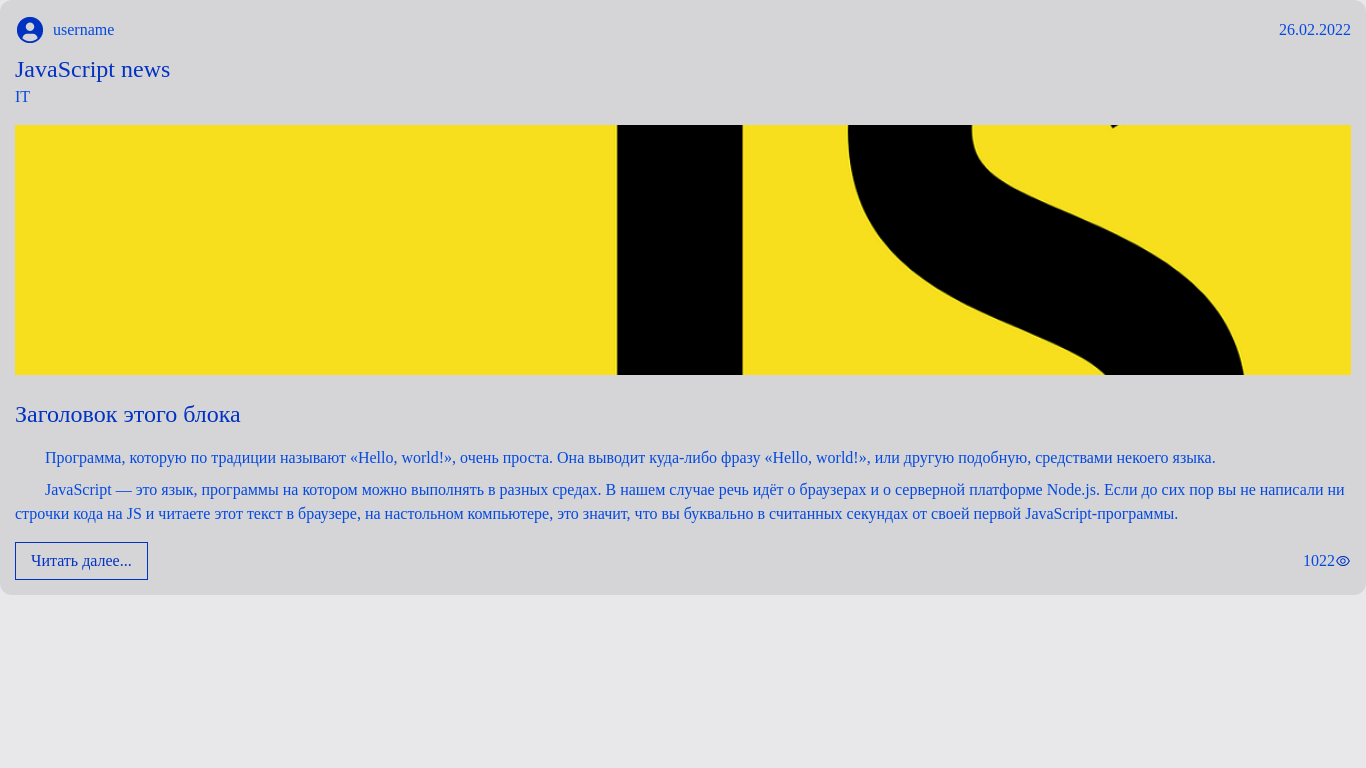 username
26.02.2022
JavaScript news
IT
JS
Заголовок этого блока
Программа, которую по традиции называют «Hello, world!», очень проста. Она выводит куда-либо фразу «Hello, world!», или другую подобную, средствами некоего языка.
JavaScript — это язык, программы на котором можно выполнять в разных средах. В нашем случае речь идёт о браузерах и о серверной платформе Node.js. Если до сих пор вы не написали ни
строчки кода на JS и читаете этот текст в браузере, на настольном компьютере, это значит, что вы буквально в считанных секундах от своей первой JavaScript-программы.
Читать далее...
1022